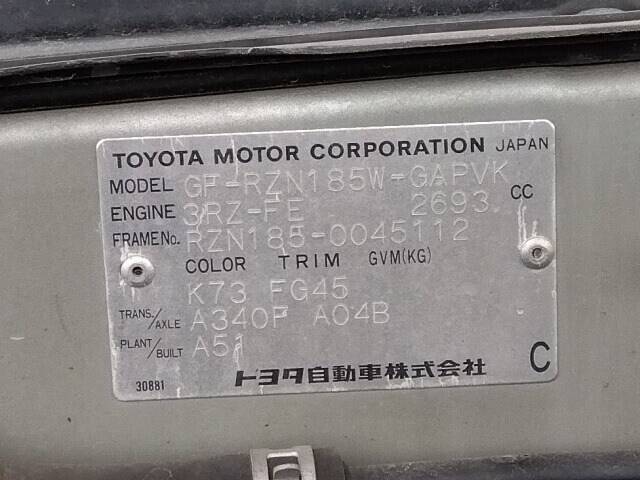 TOYOTA MOTOR CORPORATION JAPAN
MODEL GF-RZN185W-GAPVK
ENGINE 3RZ-FE 2693 CC
FRAME No. RZN185-0045112
COLOR TRIM GVM(KG)
K73 FG45
TRANS./AXLE A340F A04B
PLANT/BUILT A51
30881 トヨタ自動車株式会社 C